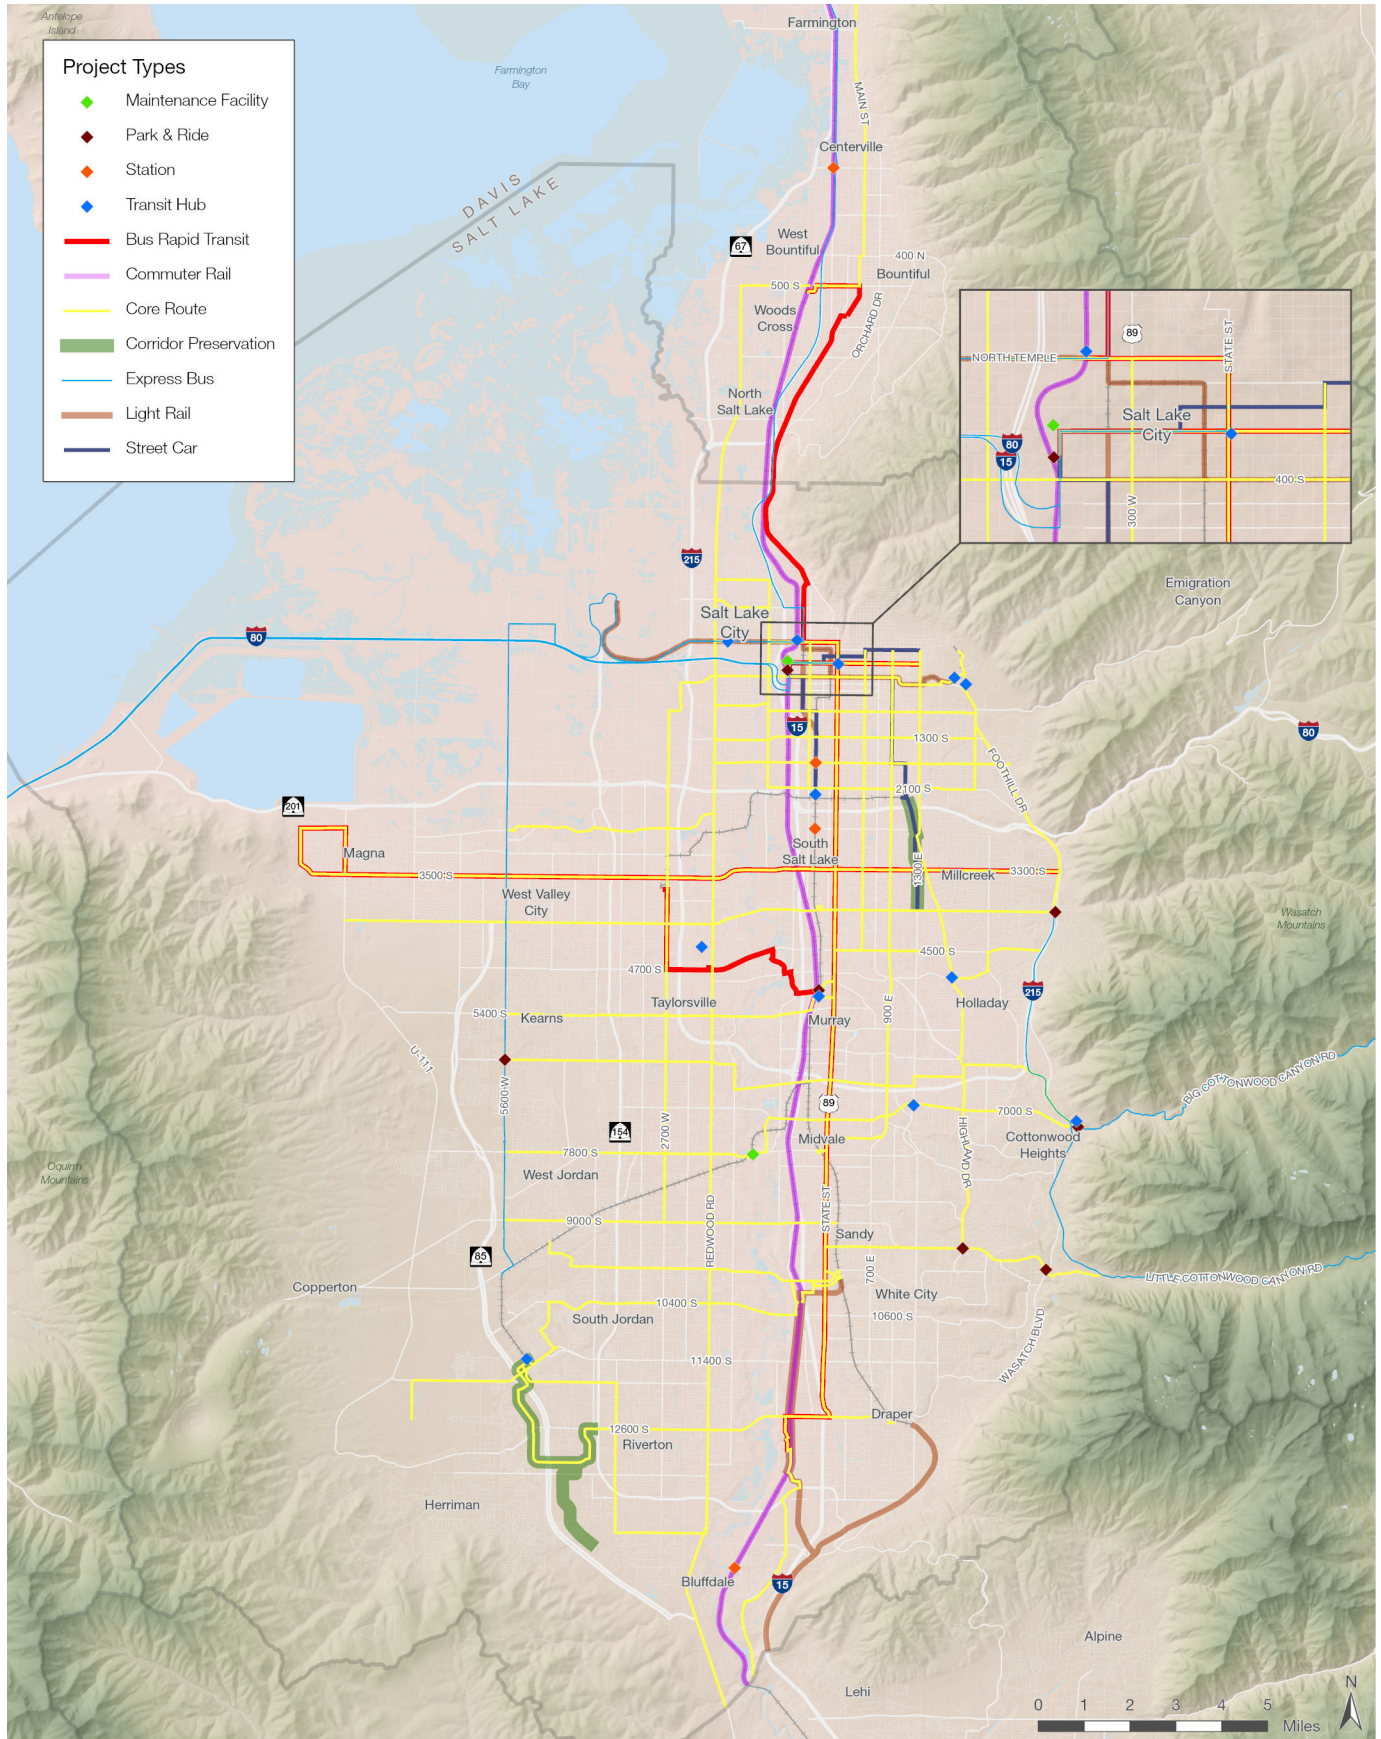 Antelope
Island
Farmington
Farmington
Bay
Project Types
Maintenance Facility
Park & Ride
Station
Transit Hub
Bus Rapid Transit
Commuter Rail
Core Route
Corridor Preservation
Express Bus
Light Rail
Street Car
MAIN ST
Centerville
DAVIS
SALT LAKE
67
West
Bountiful
400 N
Bountiful
500 S
Woods
Cross
ORCHARD DR
North
Salt Lake
89
STATE ST
NORTH TEMPLE
Salt Lake
City
80
15
400 S
300 W
215
Emigration
Canyon
Salt Lake
City
80
15
1300 S
80
FOOTHILL DR
2100 S
201
South
Salt Lake
Magna
3500 S
1300 E
Millcreek
3300 S
West Valley
City
Wasatch
Mountains
4500 S
4700 S
215
Taylorsville
Holladay
900 E
5400 S
Kearns
Murray
U-111
BIG COTTONWOOD CANYON RD
5600 W
89
7000 S
154
2700 W
Midvale
HIGHLAND DR
Cottonwood
Heights
7800 S
Oquirrh
Mountains
West Jordan
REDWOOD RD
STATE ST
9000 S
Sandy
85
700 E
Copperton
LITTLE COTTONWOOD CANYON RD
White City
10400 S
South Jordan
10600 S
WASATCH BLVD
11400 S
Draper
12600 S
Riverton
Herriman
Bluffdale
15
Alpine
Lehi
N
0 1 2 3 4 5
Miles